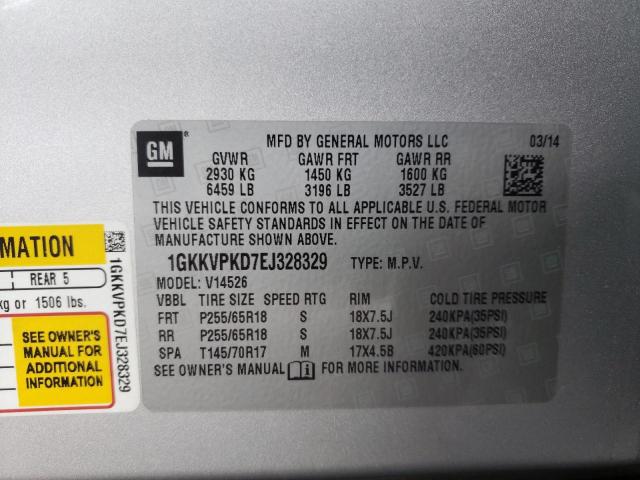 GM ®
MFD BY GENERAL MOTORS LLC 03/14
GVWR GAWR FRT GAWR RR
2930 KG 1450 KG 1600 KG
6459 LB 3196 LB 3527 LB
THIS VEHICLE CONFORMS TO ALL APPLICABLE U.S. FEDERAL MOTOR
VEHICLE SAFETY STANDARDS IN EFFECT ON THE DATE OF
MANUFACTURE SHOWN ABOVE.
1GKKVPKD7EJ328329 TYPE: M.P.V.
MODEL: V14526
VBBL TIRE SIZE SPEED RTG RIM COLD TIRE PRESSURE
FRT P255/65R18 S 18X7.5J 240KPA(35PSI)
RR P255/65R18 S 18X7.5J 240KPA(35PSI)
SPA T145/70R17 M 17X4.5B 420KPA(60PSI)
SEE OWNER'S MANUAL FOR MORE INFORMATION.
MATION
REAR 5
kg or 1506 lbs.
SEE OWNER'S
MANUAL FOR
ADDITIONAL
INFORMATION
1GKKVPKD7EJ328329